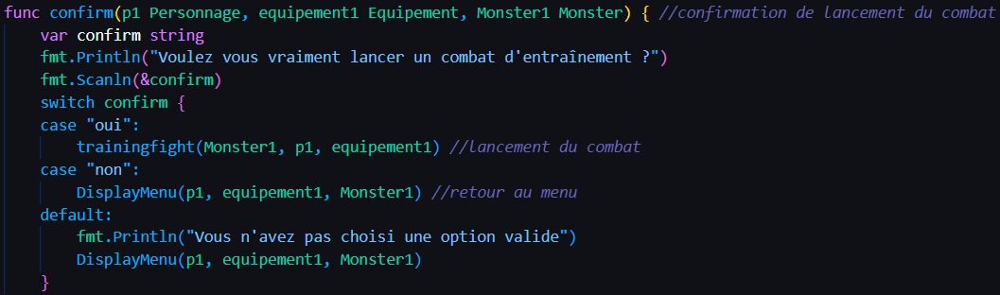 func confirm(p1 Personnage, equipement1 Equipement, Monster1 Monster) { //confirmation de lancement du combat
    var confirm string
    fmt.Println("Voulez vous vraiment lancer un combat d'entraînement ?")
    fmt.Scanln(&confirm)
    switch confirm {
    case "oui":
        trainingfight(Monster1, p1, equipement1) //lancement du combat
    case "non":
        DisplayMenu(p1, equipement1, Monster1) //retour au menu
    default:
        fmt.Println("Vous n'avez pas choisi une option valide")
        DisplayMenu(p1, equipement1, Monster1)
    }